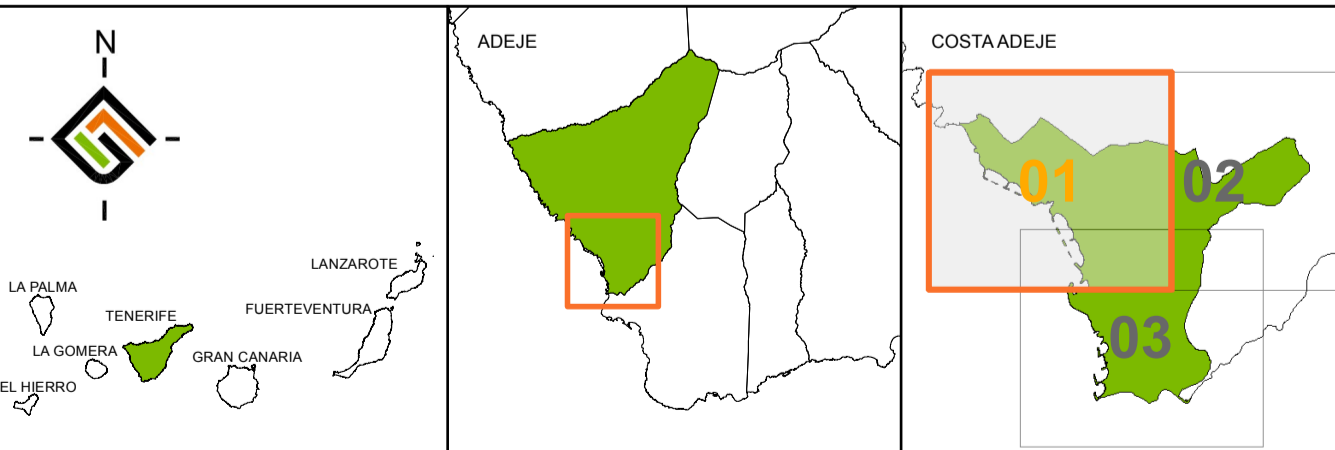 N
LANZAROTE
LA PALMA
FUERTEVENTURA
TENERIFE
LA GOMERA
GRAN CANARIA
EL HIERRO
ADEJE
COSTA ADEJE
01
02
03